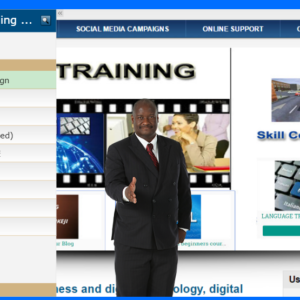 ning ...
SOCIAL MEDIA CAMPAIGNS
ONLINE SUPPORT
gn
TRAINING
ed)
Skill Co
LANGUAGE T
r Blog
beginners cour...
Us
ness and di
ology, digital